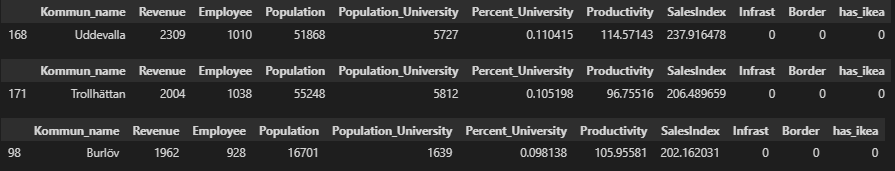 Kommun_name Revenue Employee Population Population_University Percent_University Productivity SalesIndex Infrast Border has_ikea
168 Uddevalla 2309 1010 51868 5727 0.110415 114.57143 237.916478 0 0 0
Kommun_name Revenue Employee Population Population_University Percent_University Productivity SalesIndex Infrast Border has_ikea
171 Trollhättan 2004 1038 55248 5812 0.105198 96.75516 206.489659 0 0 0
Kommun_name Revenue Employee Population Population_University Percent_University Productivity SalesIndex Infrast Border has_ikea
98 Burlöv 1962 928 16701 1639 0.098138 105.95581 202.162031 0 0 0